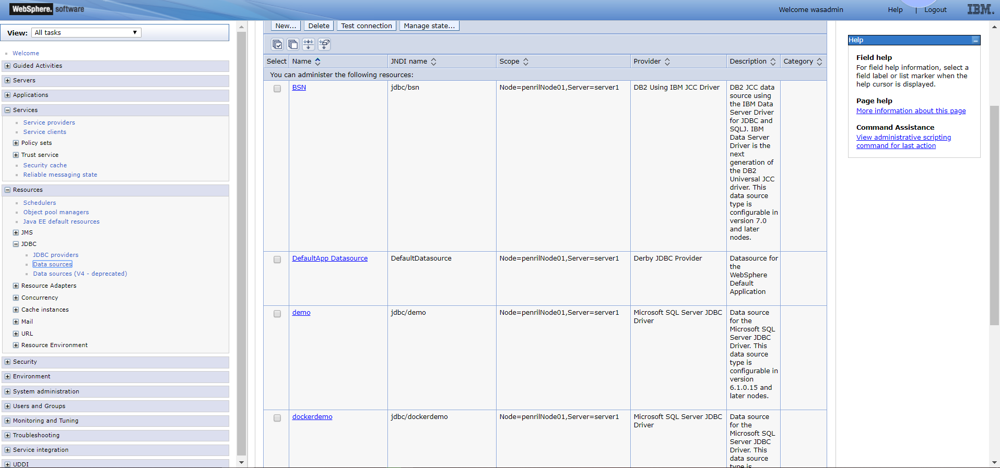 WebSphere. software
Welcome wasadmin
Help | Logout
IBM.
View: All tasks
Welcome
Guided Activities
Servers
Applications
Services
Service providers
Service clients
Policy sets
Trust service
Security cache
Reliable messaging state
Resources
Schedulers
Object pool managers
Java EE default resources
JMS
JDBC
JDBC providers
Data sources
Data sources (V4 - deprecated)
Resource Adapters
Concurrency
Cache instances
Mail
URL
Resource Environment
Security
Environment
System administration
Users and Groups
Monitoring and Tuning
Troubleshooting
Service integration
UDDI
New... Delete Test connection Manage state...
Select Name JNDI name Scope Provider Description Category
You can administer the following resources:
BSN
jdbc/bsn
Node=penrilNode01,Server=server1
DB2 Using IBM JCC Driver
DB2 JCC data
source using
the IBM Data
Server Driver
for JDBC and
SQLJ. IBM
Data Server
Driver is the
next
generation of
the DB2
Universal JCC
driver. This
data source
type is
configurable in
version 7.0
and later
nodes.
DefaultApp Datasource
DefaultDatasource
Node=penrilNode01,Server=server1
Derby JDBC Provider
Datasource for
the
WebSphere
Default
Application
demo
jdbc/demo
Node=penrilNode01,Server=server1
Microsoft SQL Server JDBC
Driver
Data source
for the
Microsoft SQL
Server JDBC
Driver. This
data source
type is
configurable in
version
6.1.0.15 and
later nodes.
dockerdemo
jdbc/dockerdemo
Node=penrilNode01,Server=server1
Microsoft SQL Server JDBC
Driver
Data source
for the
Microsoft SQL
Server JDBC
Driver. This
data source
type is
Help
Field help
For field help information, select a
field label or list marker when the
help cursor is displayed.
Page help
More information about this page
Command Assistance
View administrative scripting
command for last action